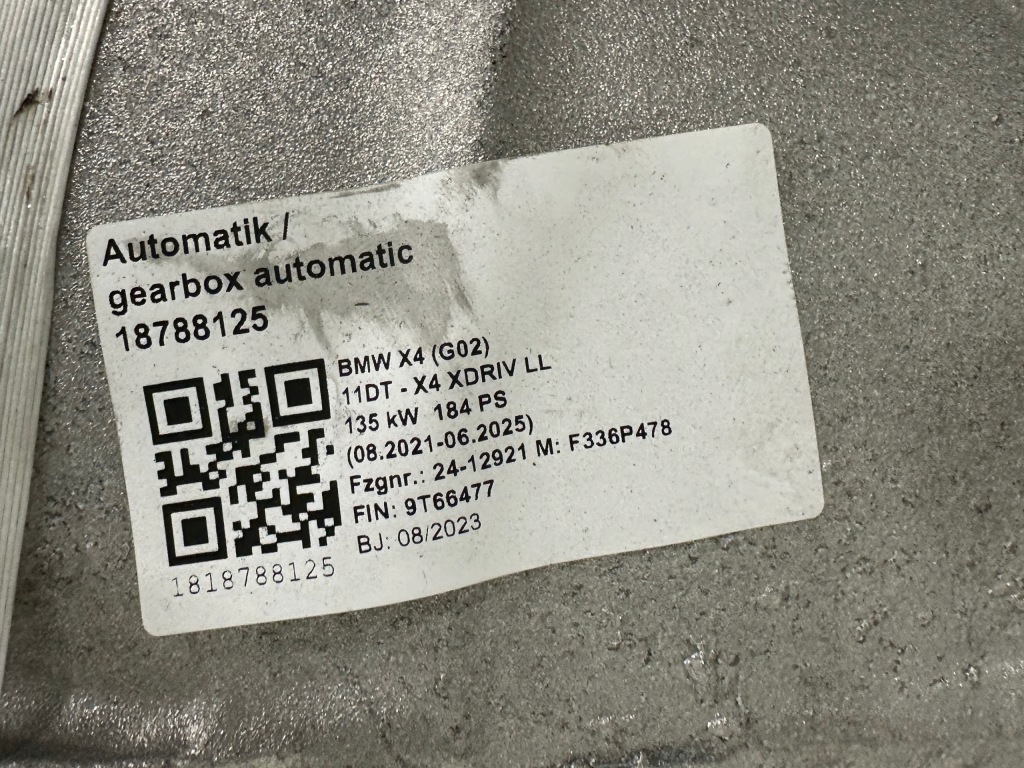 Automatik /
gearbox automatic
18788125
BMW X4 (G02)
11DT - X4 XDRIV LL
135 kW 184 PS
(08.2021-06.2025)
Fzgnr.: 24-12921 M: F336P478
FIN: 9T66477
BJ: 08/2023
1818788125